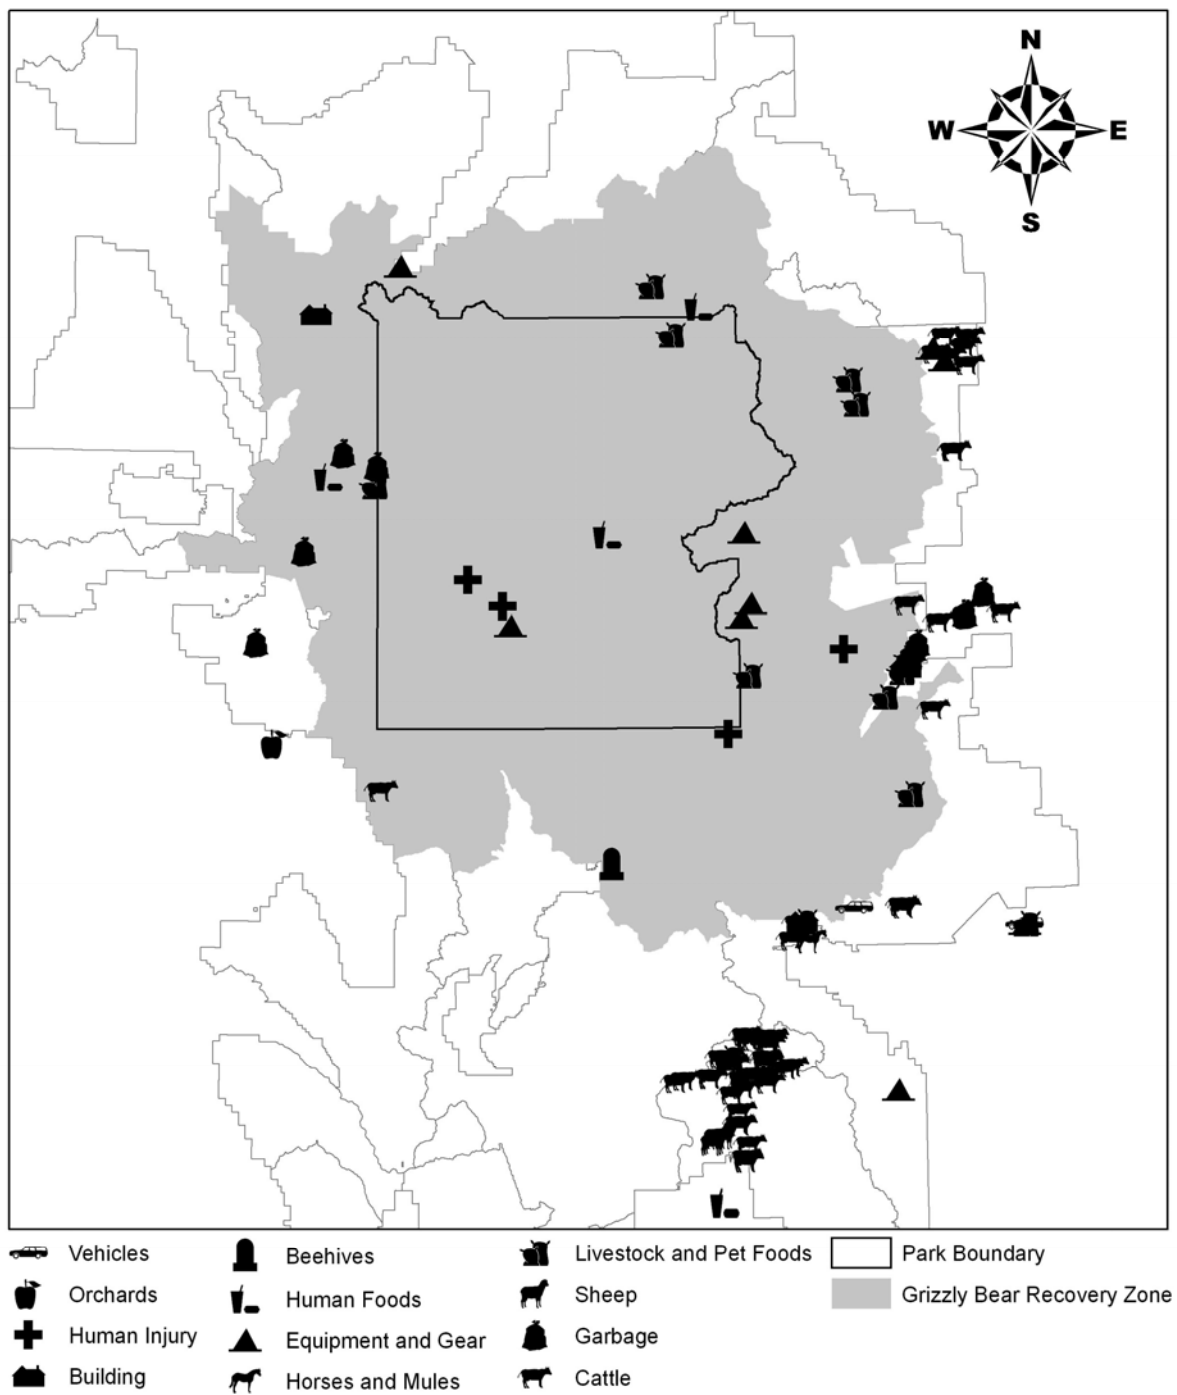 N
W E
S
Vehicles
Orchards
Human Injury
Building
Beehives
Human Foods
Equipment and Gear
Horses and Mules
Livestock and Pet Foods
Sheep
Garbage
Cattle
Park Boundary
Grizzly Bear Recovery Zone